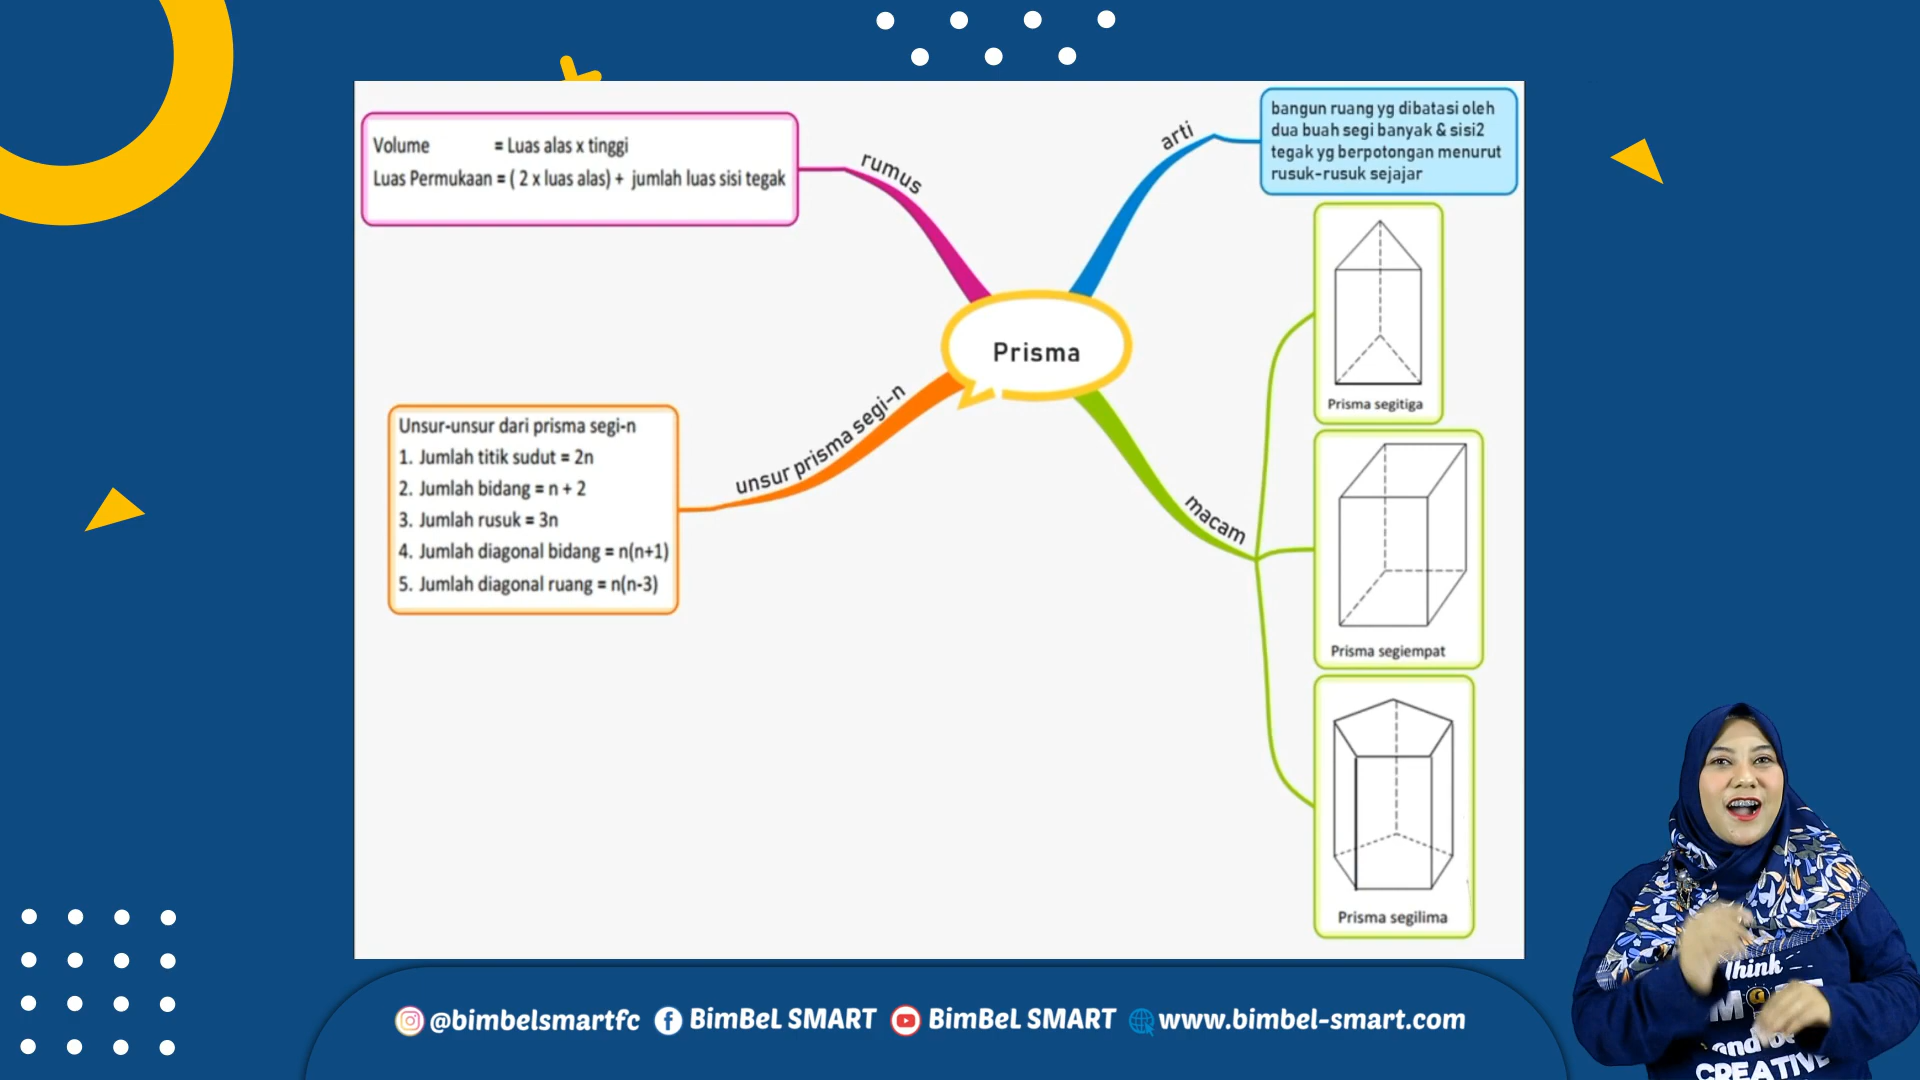 Volume = Luas alas x tinggi
Luas Permukaan = ( 2 x luas alas) + jumlah luas sisi tegak
rumus
arti
bangun ruang yg dibatasi oleh
dua buah segi banyak & sisi2
tegak yg berpotongan menurut
rusuk-rusuk sejajar
Prisma
unsur prisma segi-n
Unsur-unsur dari prisma segi-n
1. Jumlah titik sudut = 2n
2. Jumlah bidang = n + 2
3. Jumlah rusuk = 3n
4. Jumlah diagonal bidang = n(n+1)
5. Jumlah diagonal ruang = n(n-3)
macam
Prisma segitiga
Prisma segiempat
Prisma segilima
Think
and be
CREATIVE
@bimbelsmartfc BimBeL SMART BimBeL SMART www.bimbel-smart.com